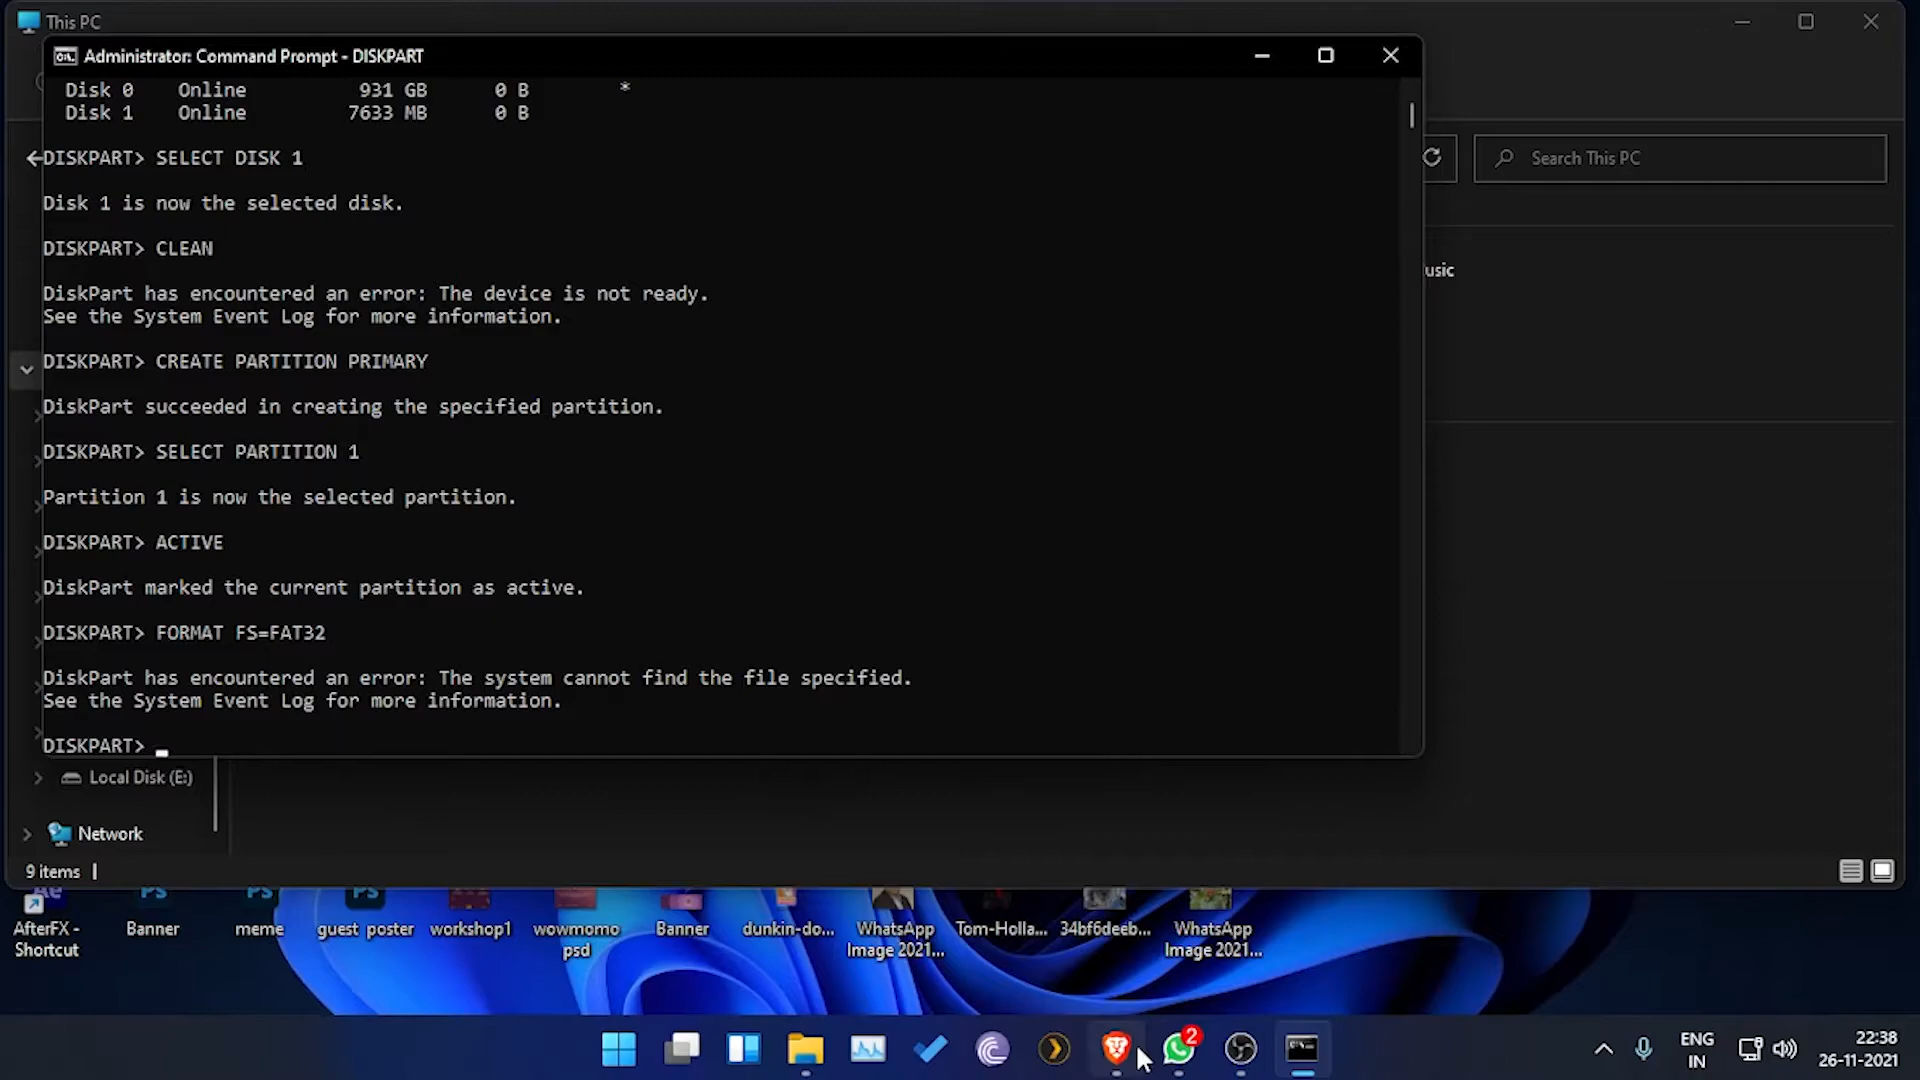 This PC
Administrator: Command Prompt - DISKPART
Disk 0 Online 931 GB 0 B *
Disk 1 Online 7633 MB 0 B
DISKPART> SELECT DISK 1
Search This PC
Disk 1 is now the selected disk.
DISKPART> CLEAN
usic
DiskPart has encountered an error: The device is not ready.
See the System Event Log for more information.
DISKPART> CREATE PARTITION PRIMARY
DiskPart succeeded in creating the specified partition.
DISKPART> SELECT PARTITION 1
Partition 1 is now the selected partition.
DISKPART> ACTIVE
DiskPart marked the current partition as active.
DISKPART> FORMAT FS=FAT32
DiskPart has encountered an error: The system cannot find the file specified.
See the System Event Log for more information.
DISKPART>
Local Disk (E:)
Network
9 items
AfterFX - Shortcut
Banner
meme
guest poster
workshop1
wowmomo psd
Banner
dunkin-do...
WhatsApp Image 2021...
Tom-Holla...
34bf6deeb...
WhatsApp Image 2021...
2
ENG
IN
22:38
26-11-2021